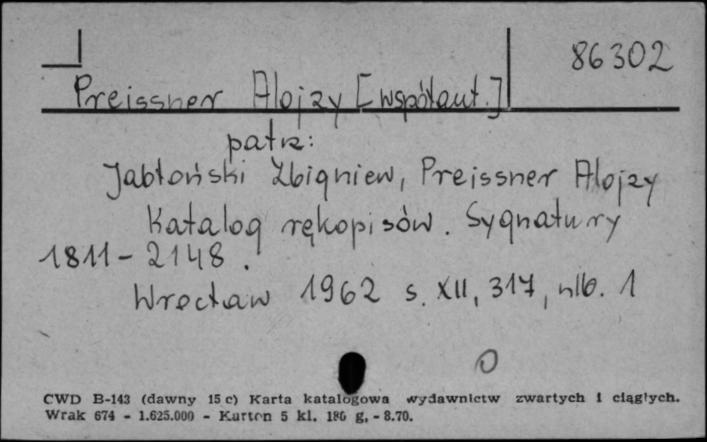 86302
Preissner Alojzy [współaut.]
patrz:
Jabłoński Zbigniew, Preissner Alojzy
Katalog rękopisów. Sygnatury
1811-2148.
Wrocław 1962 s. XII, 317, nlb. 1
O
CWD B-143 (dawny 15 c) Karta katalogowa wydawnictw zwartych i ciągłych.
Wrak 674 - 1.625.000 - Karton 5 kl. 180 g. - 8.70.